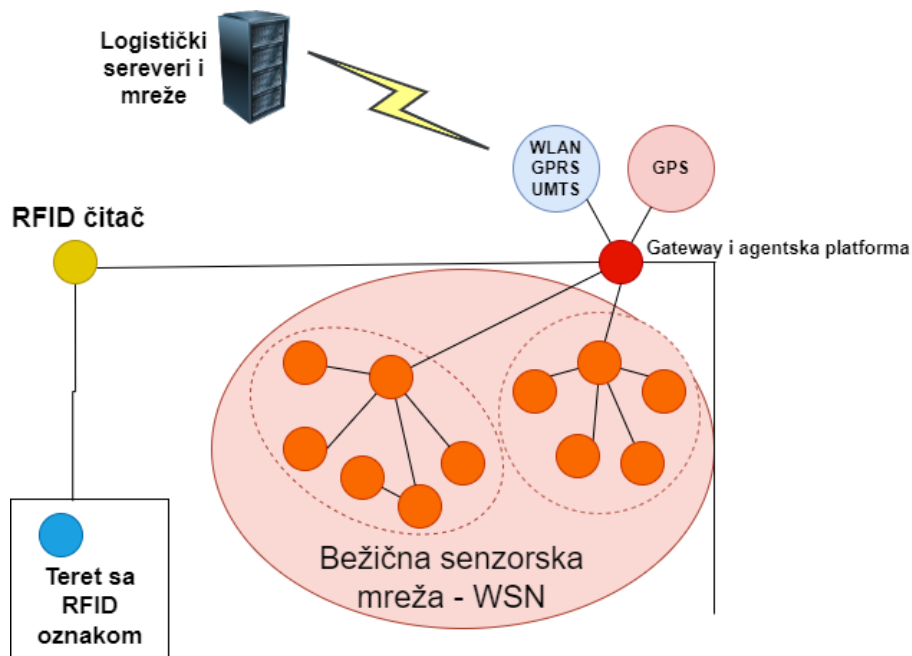 Logistički
sereveri i
mreže
WLAN
GPRS
UMTS
GPS
RFID čitač
Gateway i agentska platforma
Bežična senzorska
mreža - WSN
Teret sa
RFID
oznakom